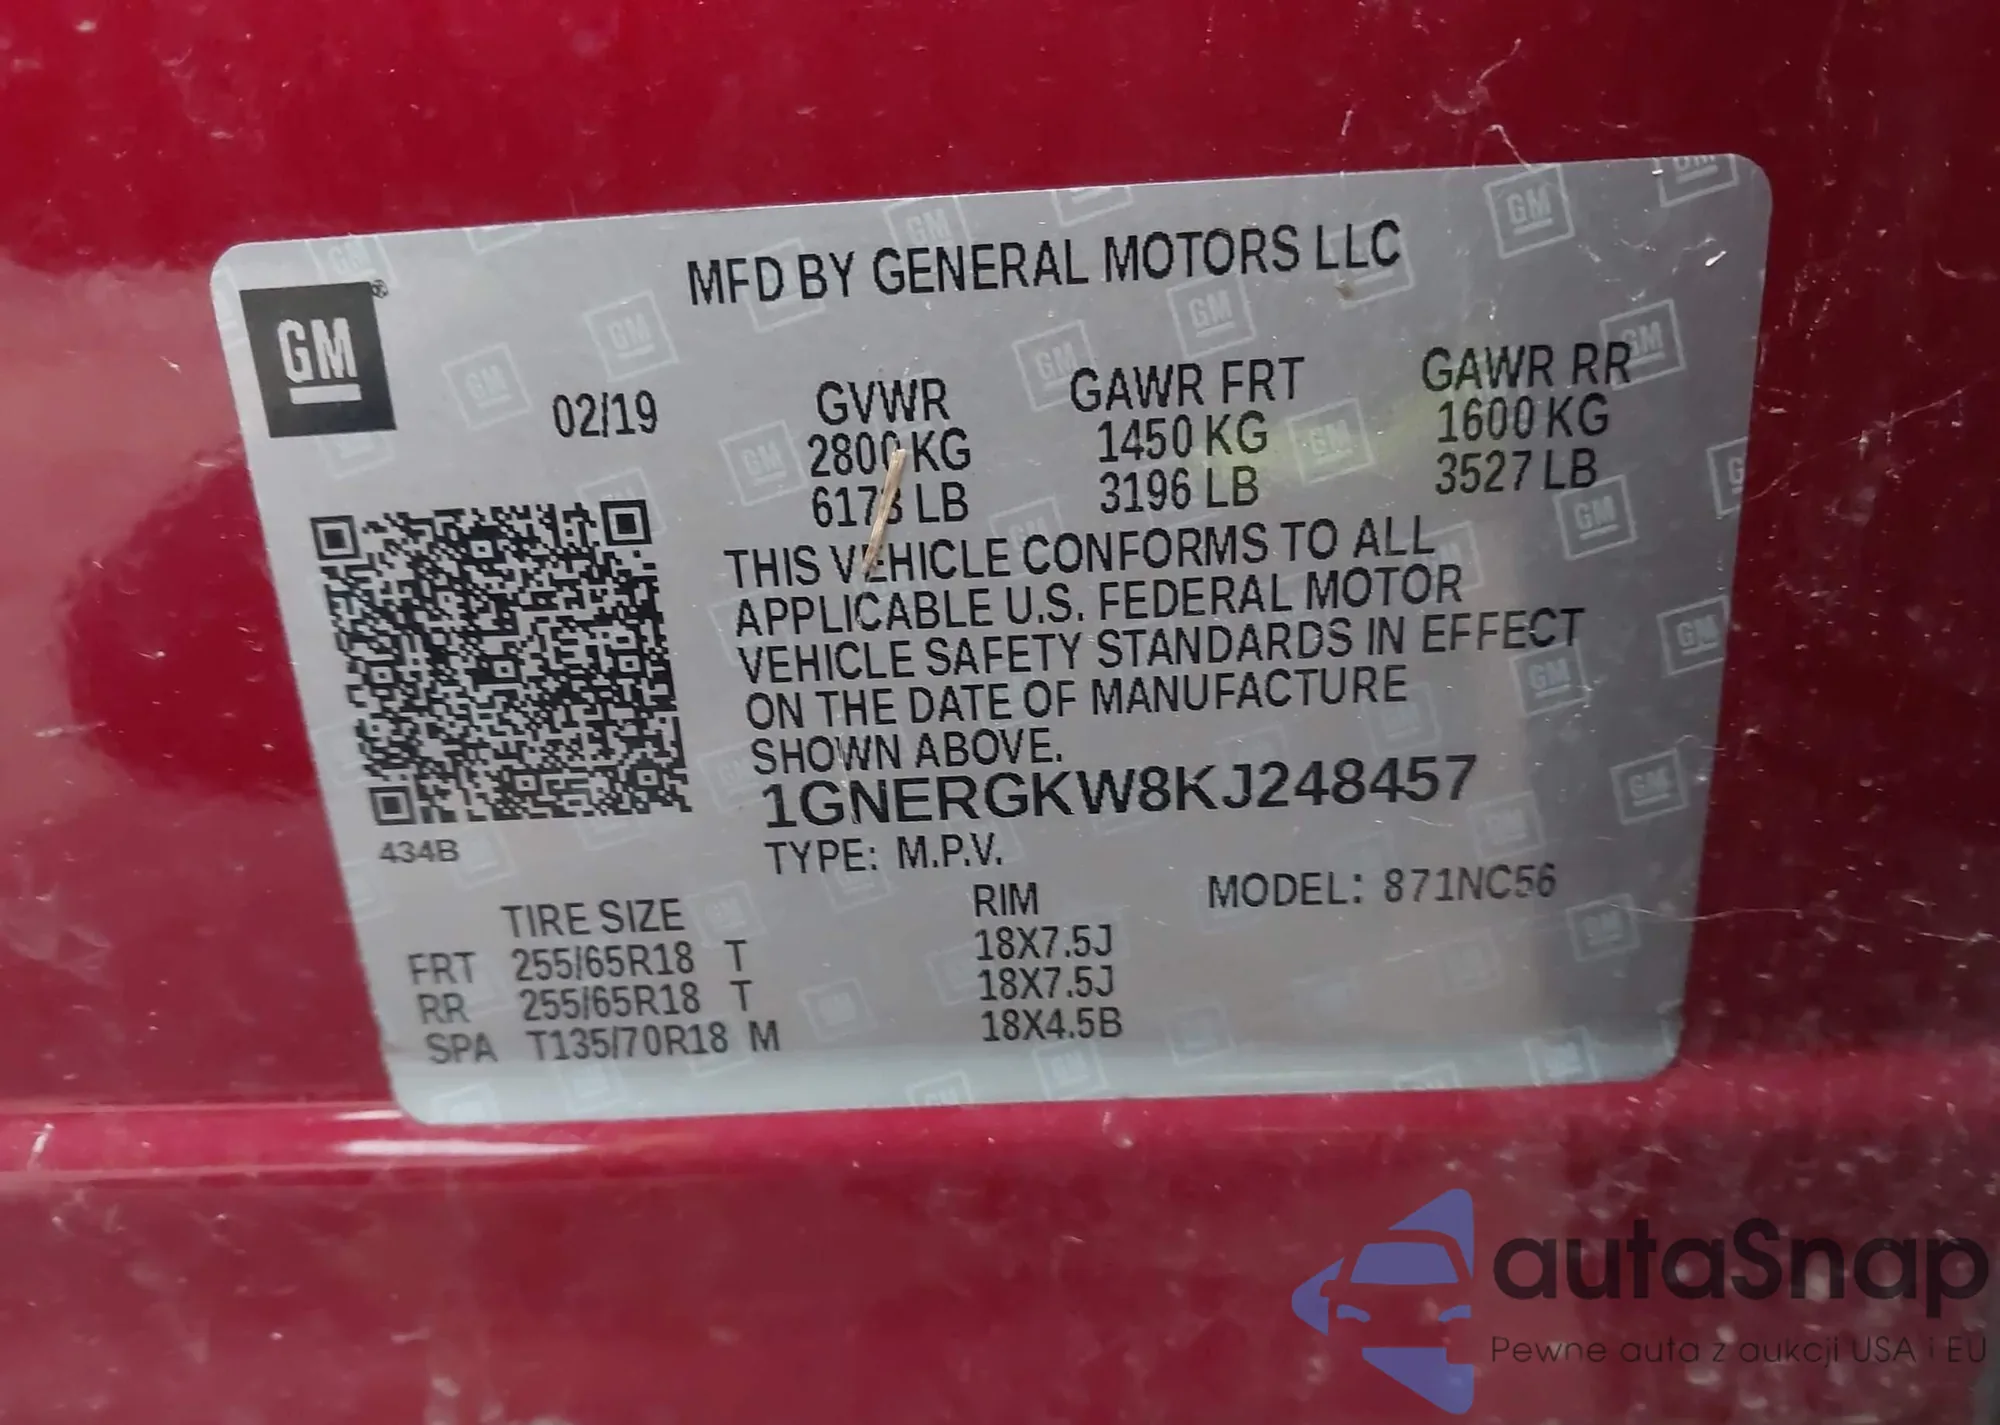 MFD BY GENERAL MOTORS LLC
GM
02/19
GVWR
2800 KG
6173 LB
GAWR FRT
1450 KG
3196 LB
GAWR RR
1600 KG
3527 LB
THIS VEHICLE CONFORMS TO ALL
APPLICABLE U.S. FEDERAL MOTOR
VEHICLE SAFETY STANDARDS IN EFFECT
ON THE DATE OF MANUFACTURE
SHOWN ABOVE.
1GNERGKW8KJ248457
434B
TYPE: M.P.V.
MODEL: 871NC56
TIRE SIZE RIM
FRT 255/65R18 T 18X7.5J
RR 255/65R18 T 18X7.5J
SPA T135/70R18 M 18X4.5B
autaSnap
Pewne auta z aukcji USA i EU